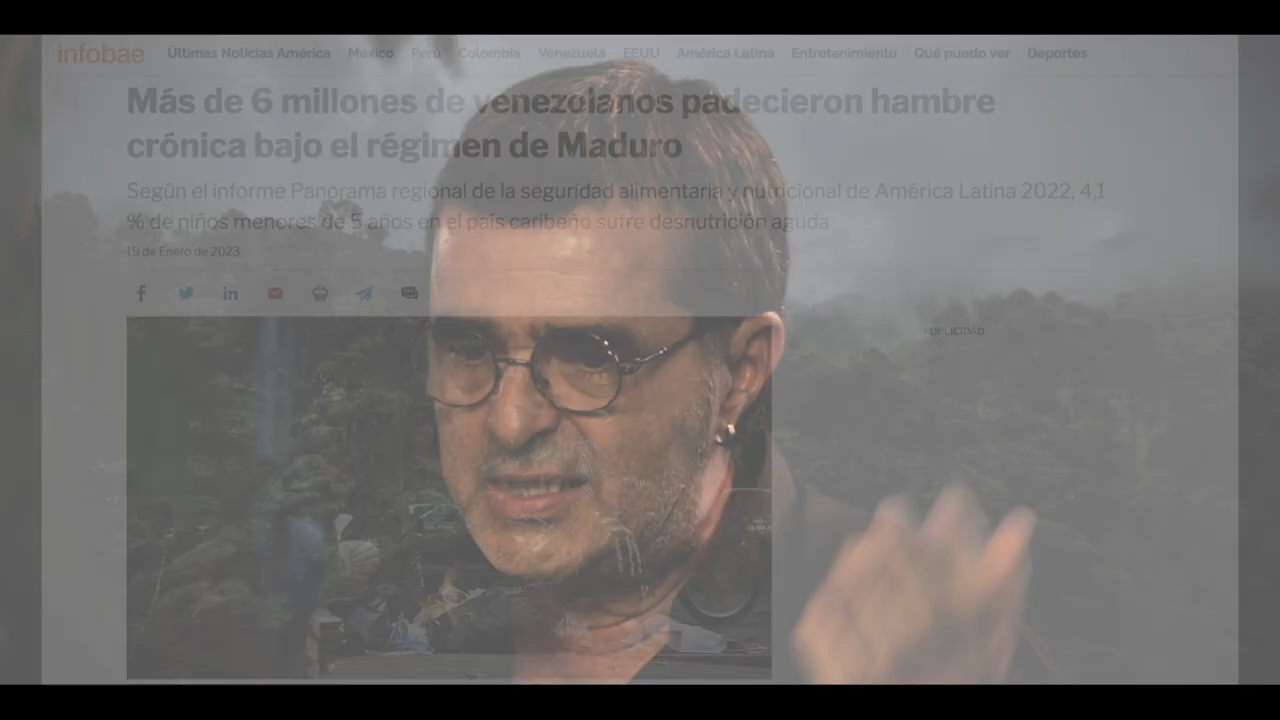 infobae Últimas Noticias América México Perú Colombia Venezuela EEUU América Latina Entretenimiento Qué puedo ver Deportes
Más de 6 millones de venezolanos padecieron hambre
crónica bajo el régimen de Maduro
Según el informe Panorama regional de la seguridad alimentaria y nutricional de América Latina 2022, 4,1
% de niños menores de 5 años en el país caribeño sufre desnutrición aguda
19 de Enero de 2023
PUBLICIDAD